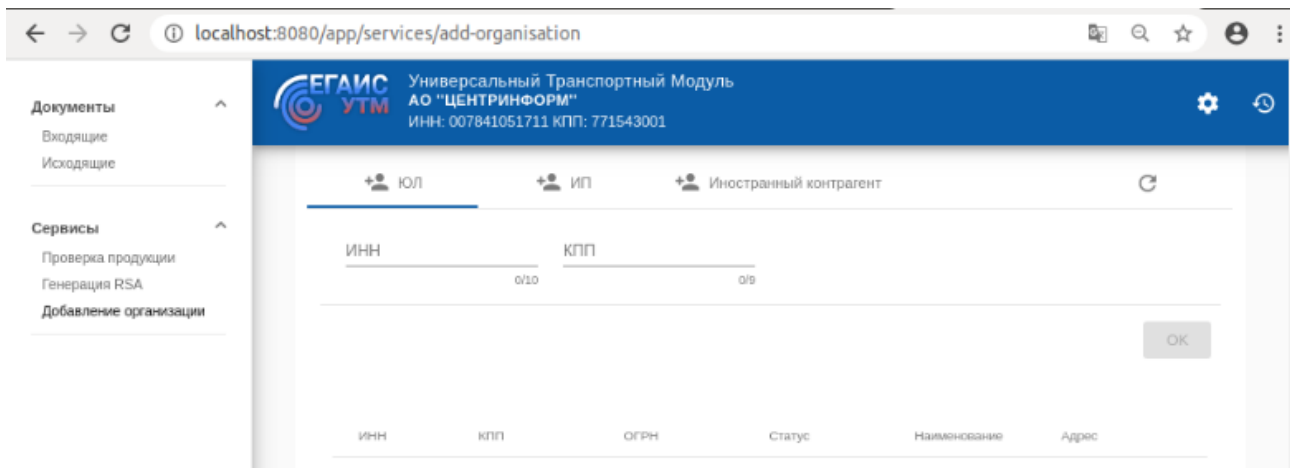 localhost:8080/app/services/add-organisation
Документы
Входящие
Исходящие
Сервисы
Проверка продукции
Генерация RSA
Добавление организации
ЕГАИС
УТМ
Универсальный Транспортный Модуль
АО "ЦЕНТРИНФОРМ"
ИНН: 007841051711 КПП: 771543001
ЮЛ ИП Иностранный контрагент
ИНН КПП
0/10 0/9
OK
ИНН КПП ОГРН Статус Наименование Адрес